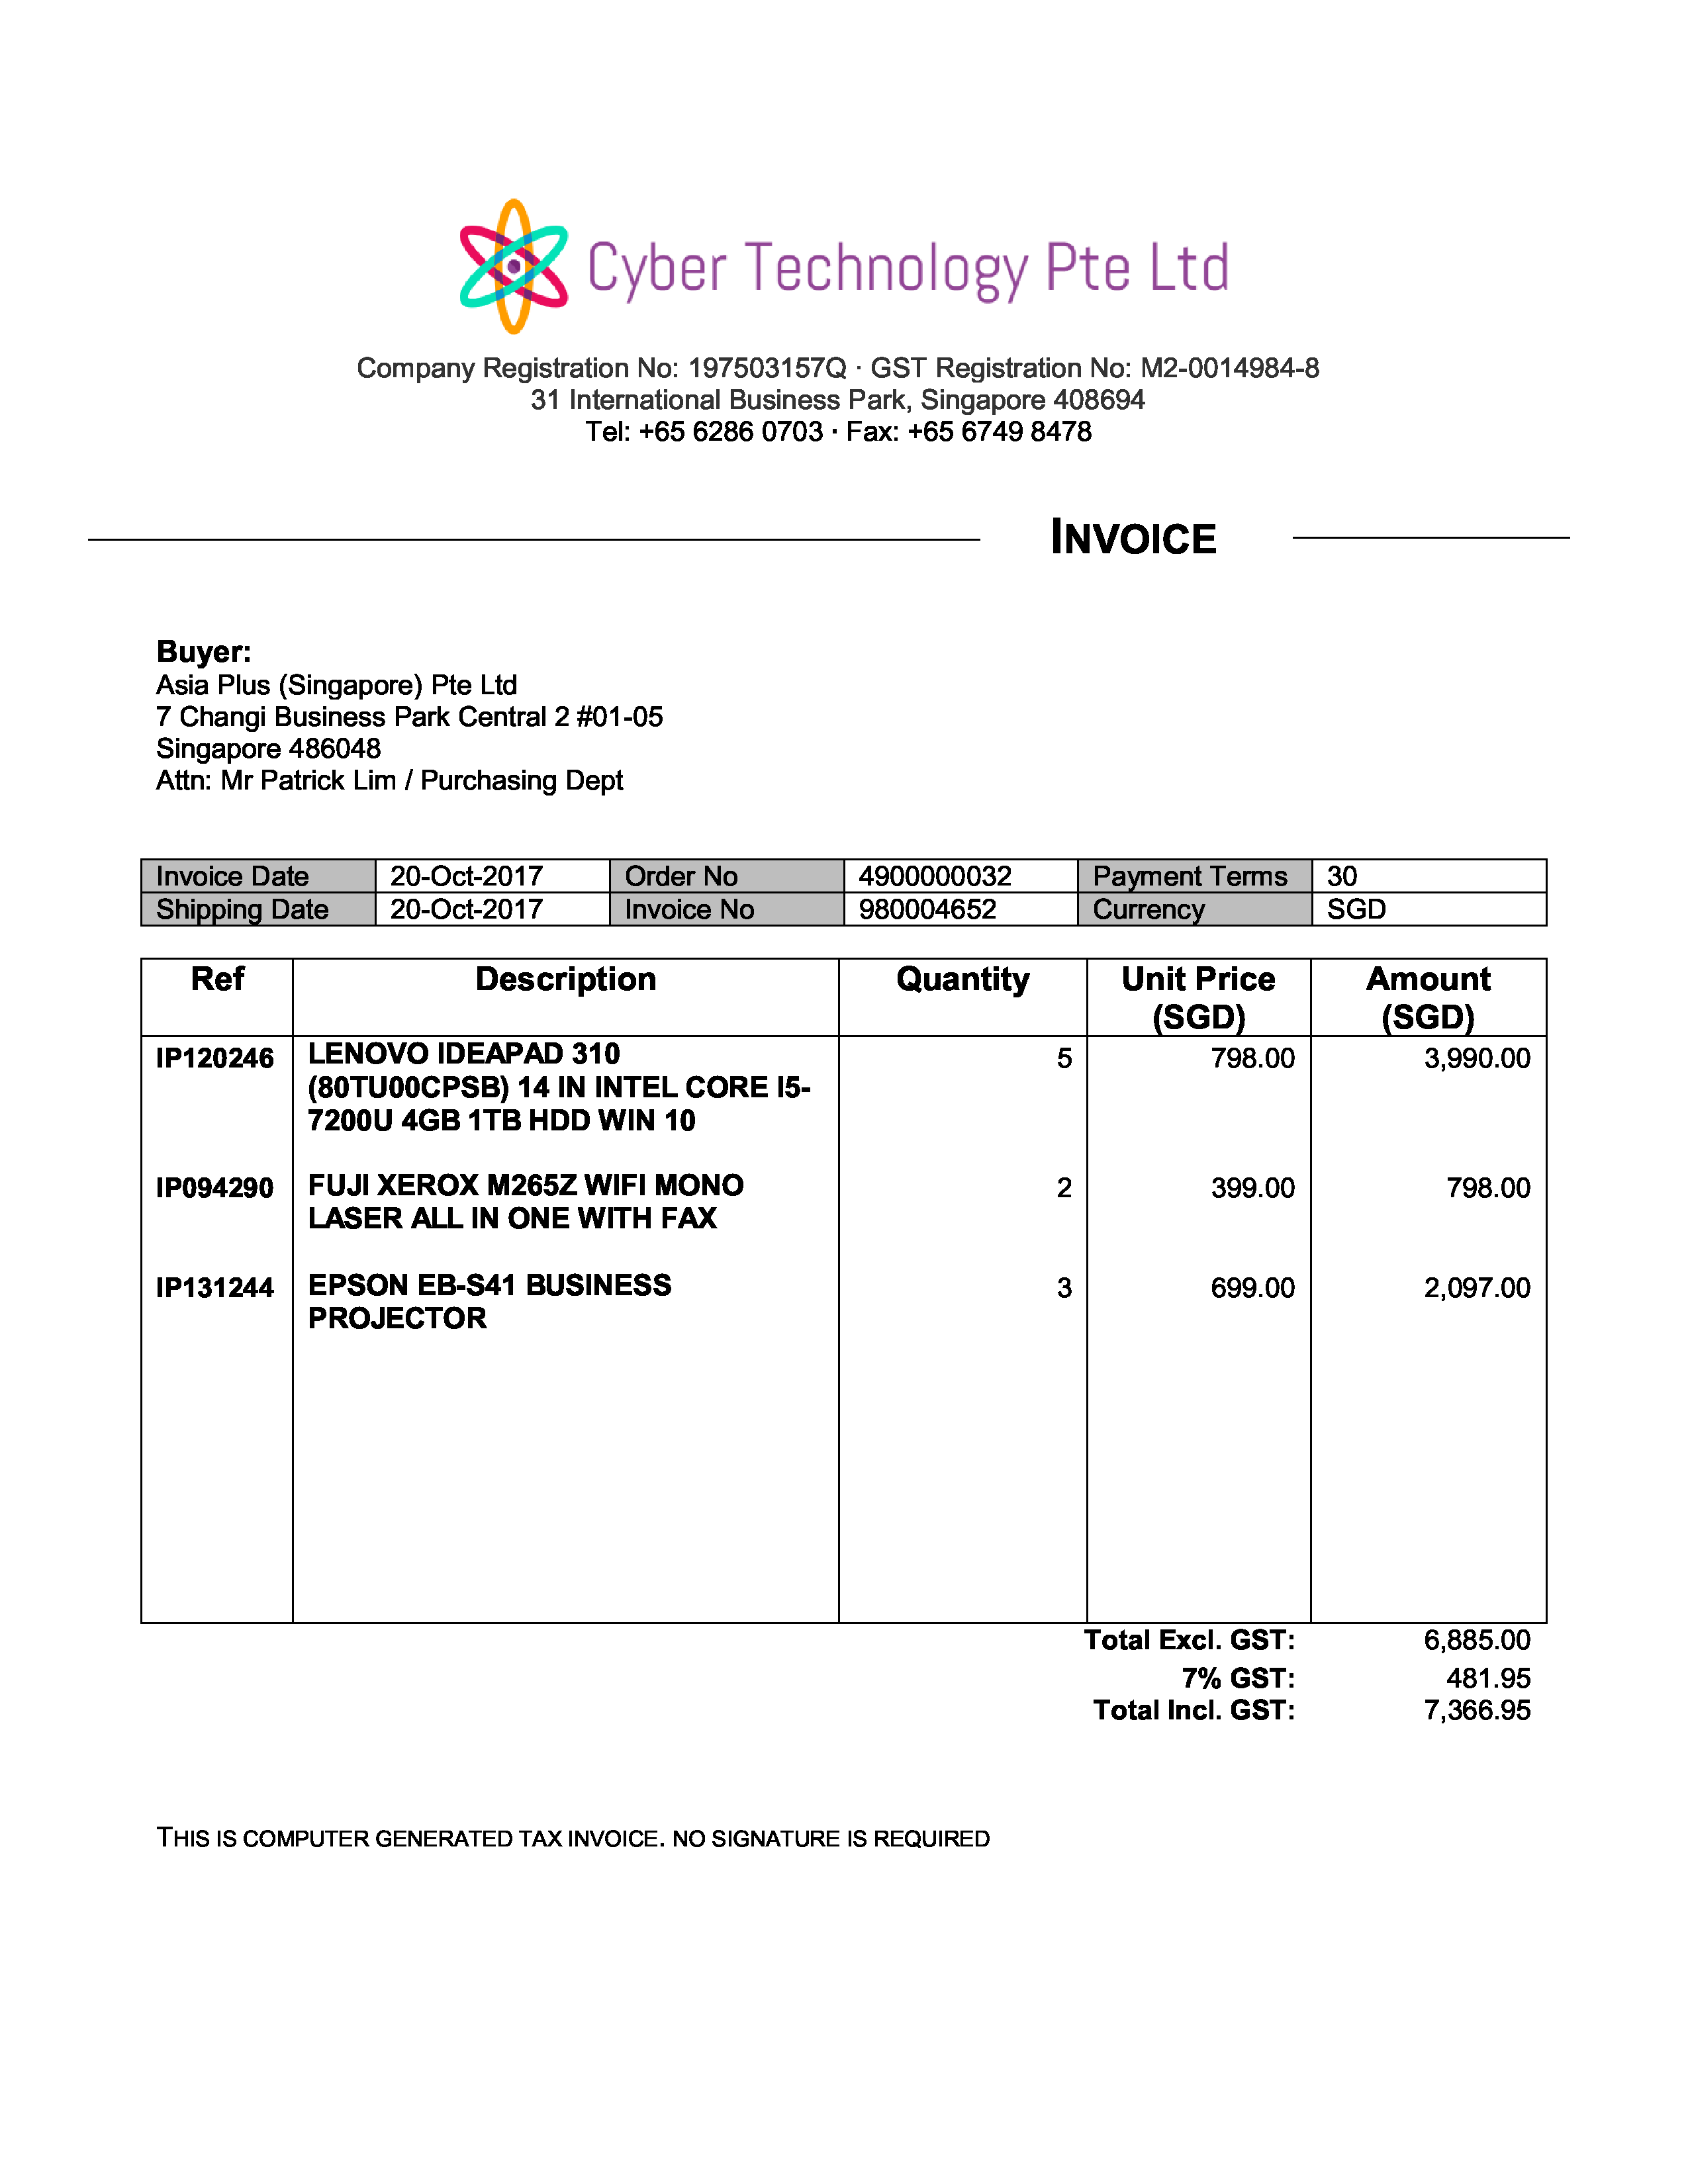 Cyber Technology Pte Ltd
Company Registration No: 197503157Q · GST Registration No: M2-0014984-8
31 International Business Park, Singapore 408694
Tel: +65 6286 0703 · Fax: +65 6749 8478
INVOICE
Buyer:
Asia Plus (Singapore) Pte Ltd
7 Changi Business Park Central 2 #01-05
Singapore 486048
Attn: Mr Patrick Lim / Purchasing Dept
Invoice Date 20-Oct-2017 Order No 4900000032 Payment Terms 30
Shipping Date 20-Oct-2017 Invoice No 980004652 Currency SGD
Ref Description Quantity Unit Price Amount
(SGD) (SGD)
IP120246 LENOVO IDEAPAD 310 5 798.00 3,990.00
(80TU00CPSB) 14 IN INTEL CORE I5-
7200U 4GB 1TB HDD WIN 10
IP094290 FUJI XEROX M265Z WIFI MONO 2 399.00 798.00
LASER ALL IN ONE WITH FAX
IP131244 EPSON EB-S41 BUSINESS 3 699.00 2,097.00
PROJECTOR
Total Excl. GST: 6,885.00
7% GST: 481.95
Total Incl. GST: 7,366.95
THIS IS COMPUTER GENERATED TAX INVOICE. NO SIGNATURE IS REQUIRED